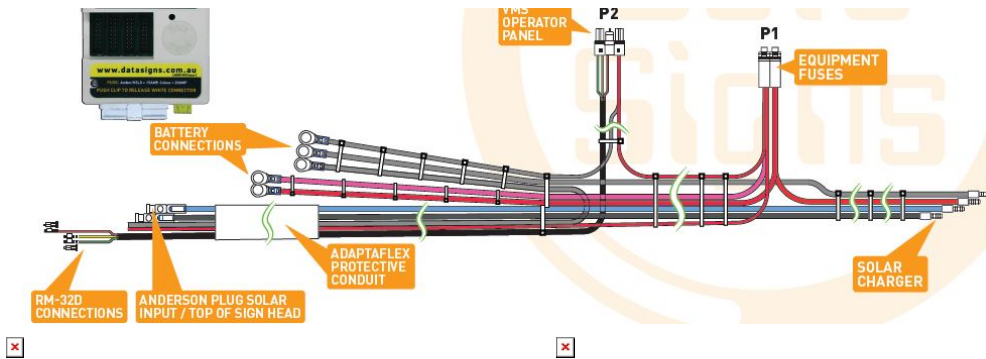 VMS
OPERATOR
PANEL
P2
P1
EQUIPMENT
FUSES
www.datasigns.com.au
PUSH CLIP TO RELEASE WHITE CONNECTOR
BATTERY
CONNECTIONS
Signs
ADAPTAFLEX
PROTECTIVE
CONDUIT
SOLAR
CHARGER
RM-32D
CONNECTIONS
ANDERSON PLUG SOLAR
INPUT / TOP OF SIGN HEAD